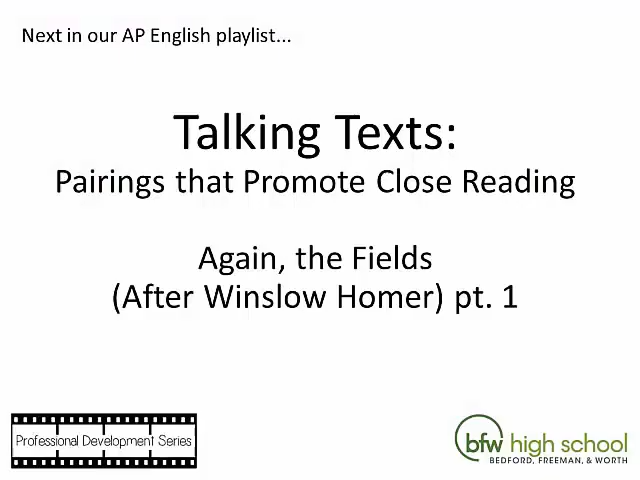 Next in our AP English playlist...
Talking Texts:
Pairings that Promote Close Reading
Again, the Fields
(After Winslow Homer) pt. 1
Professional Development Series
bfw high school
BEDFORD, FREEMAN, & WORTH